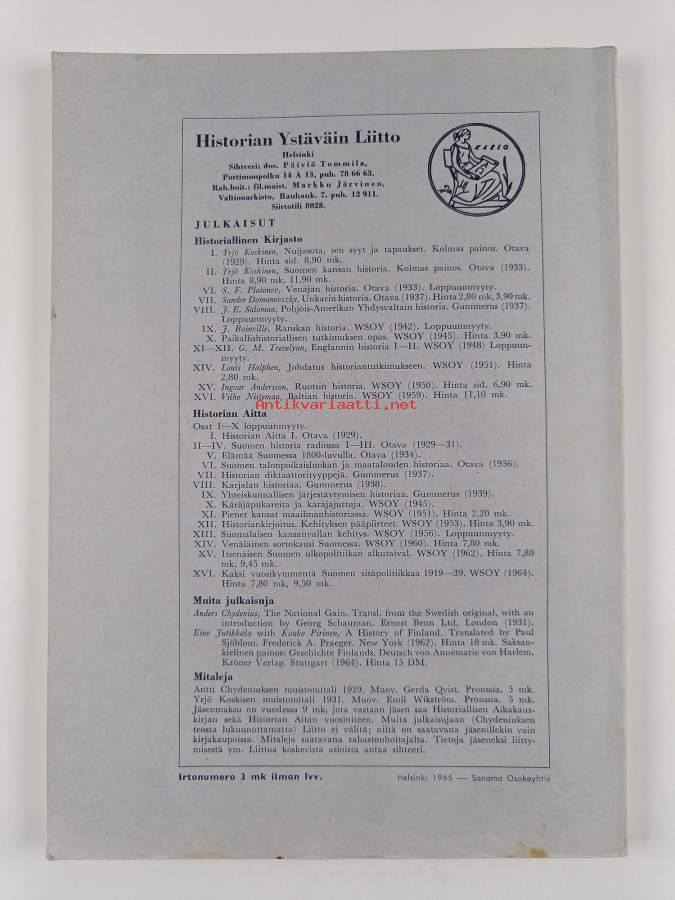 Historian Ystäväin Liitto
KLEIO
Helsinki
Sihteeri: dos. Päiviö Tommila,
Portimonpolku 14 A 13, puh. 78 66 63.
Rah.hoit.: fil.maist. Markku Järvinen,
Valtionarkisto, Rauhank. 7. puh. 12 911.
Siirtotili 8028.
JULKAISUT
Historiallinen Kirjasto
I. Yrjö Koskinen, Nuijasota, sen syyt ja tapaukset. Kolmas painos. Otava
(1929). Hinta sid. 8,90 mk.
II. Yrjö Koskinen, Suomen kansan historia. Kolmas painos. Otava (1933).
Hinta 8,90 mk, 11,90 mk.
VI. S. F. Platonov, Venäjän historia. Otava (1933). Loppuunmyyty.
VII. Sandor Domanovszky, Unkarin historia. Otava (1937). Hinta 2,80 mk, 3,90 mk.
VIII. J. E. Salomaa, Pohjois-Amerikan Yhdysvaltain historia. Gummerus (1937).
Loppuunmyyty.
IX. J. Bainville, Ranskan historia. WSOY (1942). Loppuunmyyty.
X. Paikallishistoriallisen tutkimuksen opas. WSOY (1945). Hinta 3,90 mk.
XI—XII. G. M. Trevelyan, Englannin historia I—II. WSOY (1948) Loppuun-
myyty.
XIV. Louis Halphen, Johdatus historiantutkimukseen. WSOY (1951). Hinta
2,80 mk.
XV. Ingvar Andersson, Ruotsin historia. WSOY (1950). Hinta sid. 6,90 mk.
XVI. Vilho Niitemaa, Baltian historia. WSOY (1959). Hinta 11,10 mk.
Antikvariaatti.net
Historian Aitta
Osat I—X loppuunmyyty.
I. Historian Aitta I. Otava (1929).
II—IV. Suomen historia radiossa I—III. Otava (1929—31).
V. Elämää Suomessa 1800-luvulla. Otava (1934).
VI. Suomen talonpoikaisluokan ja maatalouden historiaa. Otava (1936).
VII. Historian diktaattorityyppejä. Gummerus (1937).
VIII. Karjalan historiaa. Gummerus (1938).
IX. Yhteiskunnallisen järjestäytymisen historiaa. Gummerus (1939).
X. Käräjäpukareita ja käräjäjuttuja. WSOY (1945).
XI. Pienet kansat maailmanhistoriassa. WSOY (1951). Hinta 2,20 mk.
XII. Historiankirjoitus. Kehityksen pääpiirteet. WSOY (1953). Hinta 3,90 mk.
XIII. Suomalaisen kansanvallan kehitys. WSOY (1956). Loppuunmyyty.
XIV. Venäläinen sortokausi Suomessa. WSOY (1960). Hinta 7,80 mk.
XV. Itsenäisen Suomen ulkopolitiikan alkutaival. WSOY (1962). Hinta 7,80
mk, 9,45 mk.
XVI. Kaksi vuosikymmentä Suomen sisäpolitiikkaa 1919—39. WSOY (1964).
Hinta 7,80 mk, 9,50 mk.
Muita julkaisuja
Anders Chydenius, The National Gain. Transl. from the Swedish original, with an
introduction by Georg Schauman. Ernest Benn Ltd, London (1931).
Eino Jutikkala with Kauko Pirinen, A History of Finland. Translated by Paul
Sjöblom. Frederick A. Praeger. New York (1962). Hinta 18 mk. Saksan-
kielinen painos: Geschichte Finlands. Deutsch von Annemarie von Harlem.
Kröner Verlag. Stuttgart (1964). Hinta 15 DM.
Mitaleja
Antti Chydeniuksen muistomitali 1929. Muov. Gerda Qvist. Pronssia. 5 mk.
Yrjö Koskisen muistomitali 1931. Muov. Emil Wikström. Pronssia. 5 mk.
Jäsenmaksu on vuodessa 9 mk, jota vastaan jäsen saa Historiallisen Aikakaus-
kirjan sekä Historian Aitan vuosiniteen. Muita julkaisujaan (Chydeniuksen
teosta lukuunottamatta) Liitto ei välitä; niitä on saatavana jäsenillekin vain
kirjakaupoissa. Mitaleja saatavana rahastonhoitajalta. Tietoja jäseneksi liitty-
misestä ym. Liittoa koskevista asioista antaa sihteeri.
Irtonumero 3 mk ilman lvv.
Helsinki 1965 — Sanoma Osakeyhtiö